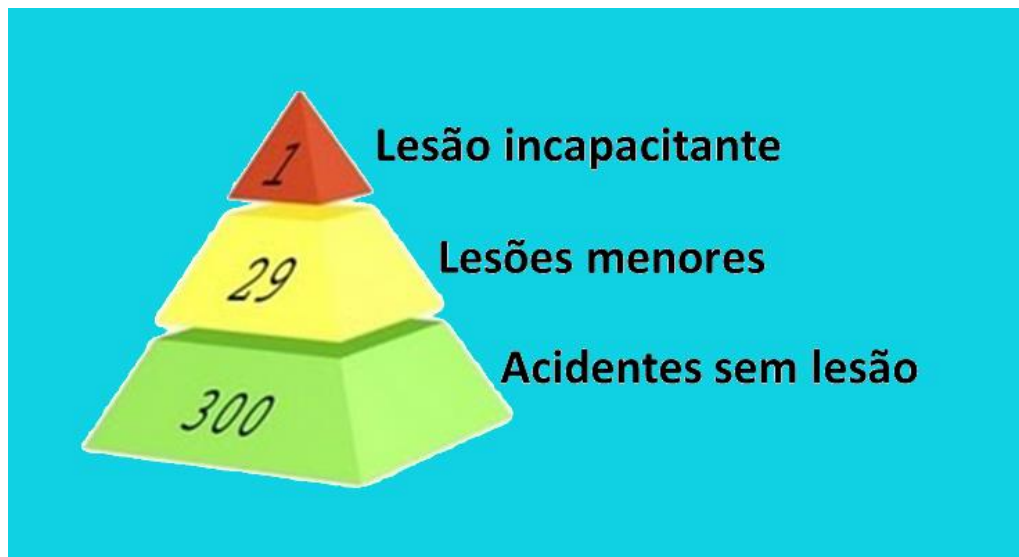 1 Lesão incapacitante
29 Lesões menores
300 Acidentes sem lesão